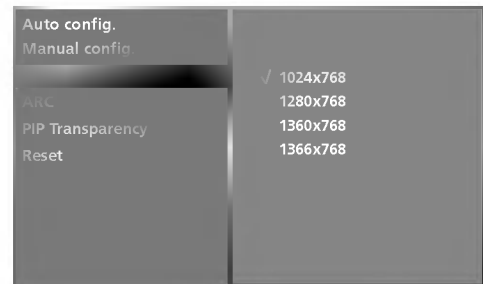 Auto config.
Manual config.
ARC
PIP Transparency
Reset
✓ 1024x768
1280x768
1360x768
1366x768